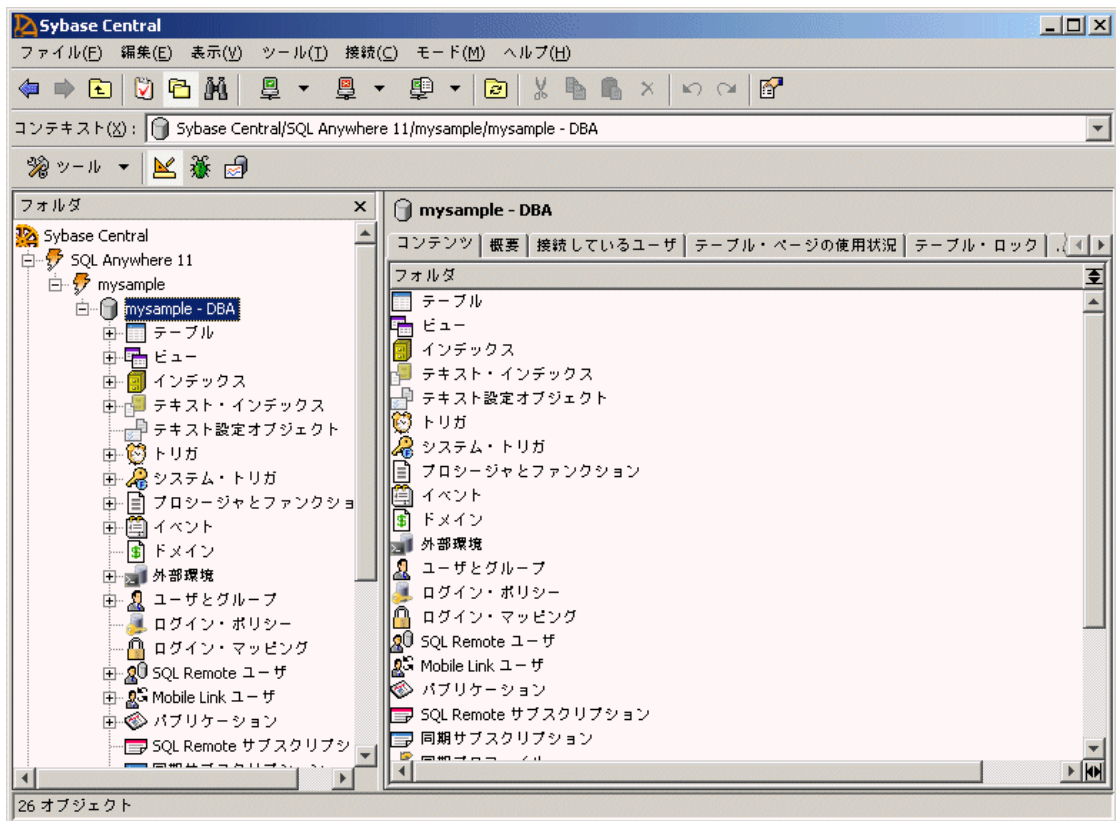 Sybase Central
ファイル(F) 編集(E) 表示(V) ツール(T) 接続(C) モード(M) ヘルプ(H)
コンテキスト(X): Sybase Central/SQL Anywhere 11/mysample/mysample - DBA
ツール
フォルダ
Sybase Central
SQL Anywhere 11
mysample
mysample - DBA
テーブル
ビュー
インデックス
テキスト・インデックス
テキスト設定オブジェクト
トリガ
システム・トリガ
プロシージャとファンクショ
イベント
ドメイン
外部環境
ユーザとグループ
ログイン・ポリシー
ログイン・マッピング
SQL Remote ユーザ
Mobile Link ユーザ
パブリケーション
SQL Remote サブスクリプシ
mysample - DBA
コンテンツ 概要 接続しているユーザ テーブル・ページの使用状況 テーブル・ロック
フォルダ
テーブル
ビュー
インデックス
テキスト・インデックス
テキスト設定オブジェクト
トリガ
システム・トリガ
プロシージャとファンクション
イベント
ドメイン
外部環境
ユーザとグループ
ログイン・ポリシー
ログイン・マッピング
SQL Remote ユーザ
Mobile Link ユーザ
パブリケーション
SQL Remote サブスクリプション
同期サブスクリプション
26 オブジェクト